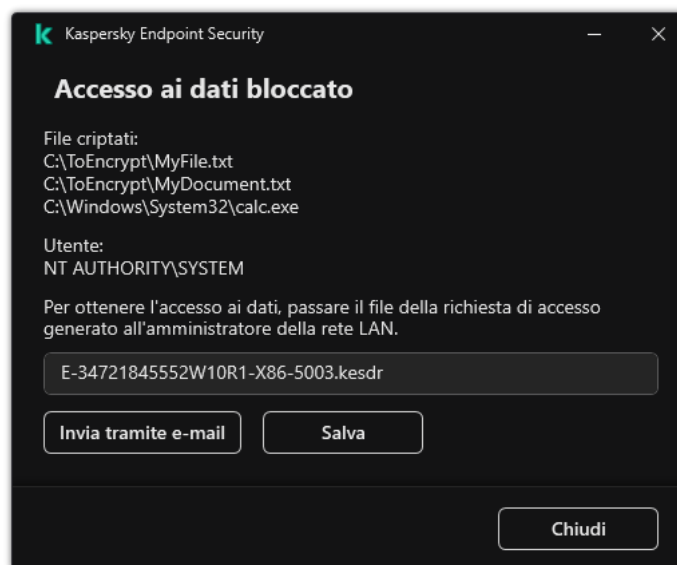 Kaspersky Endpoint Security
Accesso ai dati bloccato
File criptati:
C:\ToEncrypt\MyFile.txt
C:\ToEncrypt\MyDocument.txt
C:\Windows\System32\calc.exe
Utente:
NT AUTHORITY\SYSTEM
Per ottenere l'accesso ai dati, passare il file della richiesta di accesso
generato all'amministratore della rete LAN.
E-34721845552W10R1-X86-5003.kesdr
Invia tramite e-mail
Salva
Chiudi